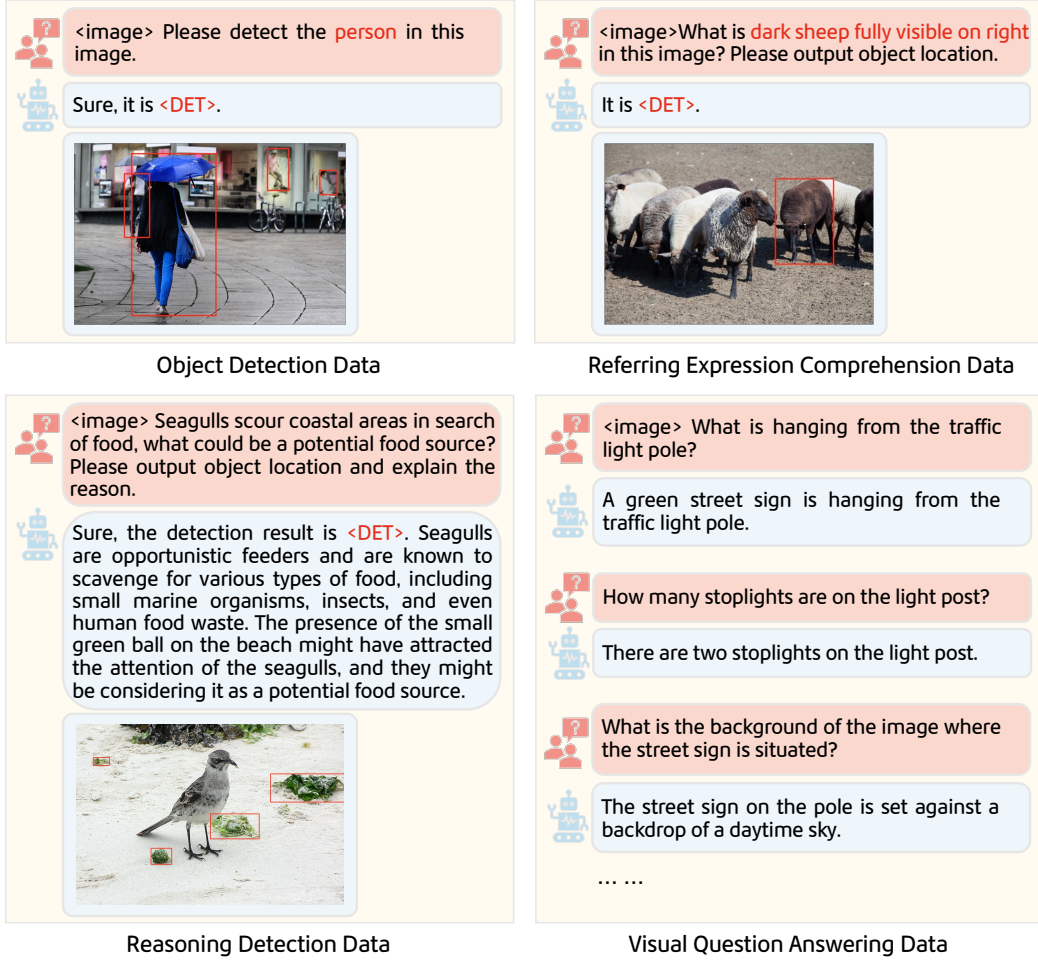 <image> Please detect the person in this
image.
Sure, it is <DET>.
Object Detection Data
<image>What is dark sheep fully visible on right
in this image? Please output object location.
It is <DET>.
Referring Expression Comprehension Data
<image> Seagulls scour coastal areas in search
of food, what could be a potential food source?
Please output object location and explain the
reason.
Sure, the detection result is <DET>. Seagulls
are opportunistic feeders and are known to
scavenge for various types of food, including
small marine organisms, insects, and even
human food waste. The presence of the small
green ball on the beach might have attracted
the attention of the seagulls, and they might
be considering it as a potential food source.
Reasoning Detection Data
<image> What is hanging from the traffic
light pole?
A green street sign is hanging from the
traffic light pole.
How many stoplights are on the light post?
There are two stoplights on the light post.
What is the background of the image where
the street sign is situated?
The street sign on the pole is set against a
backdrop of a daytime sky.
... ...
Visual Question Answering Data